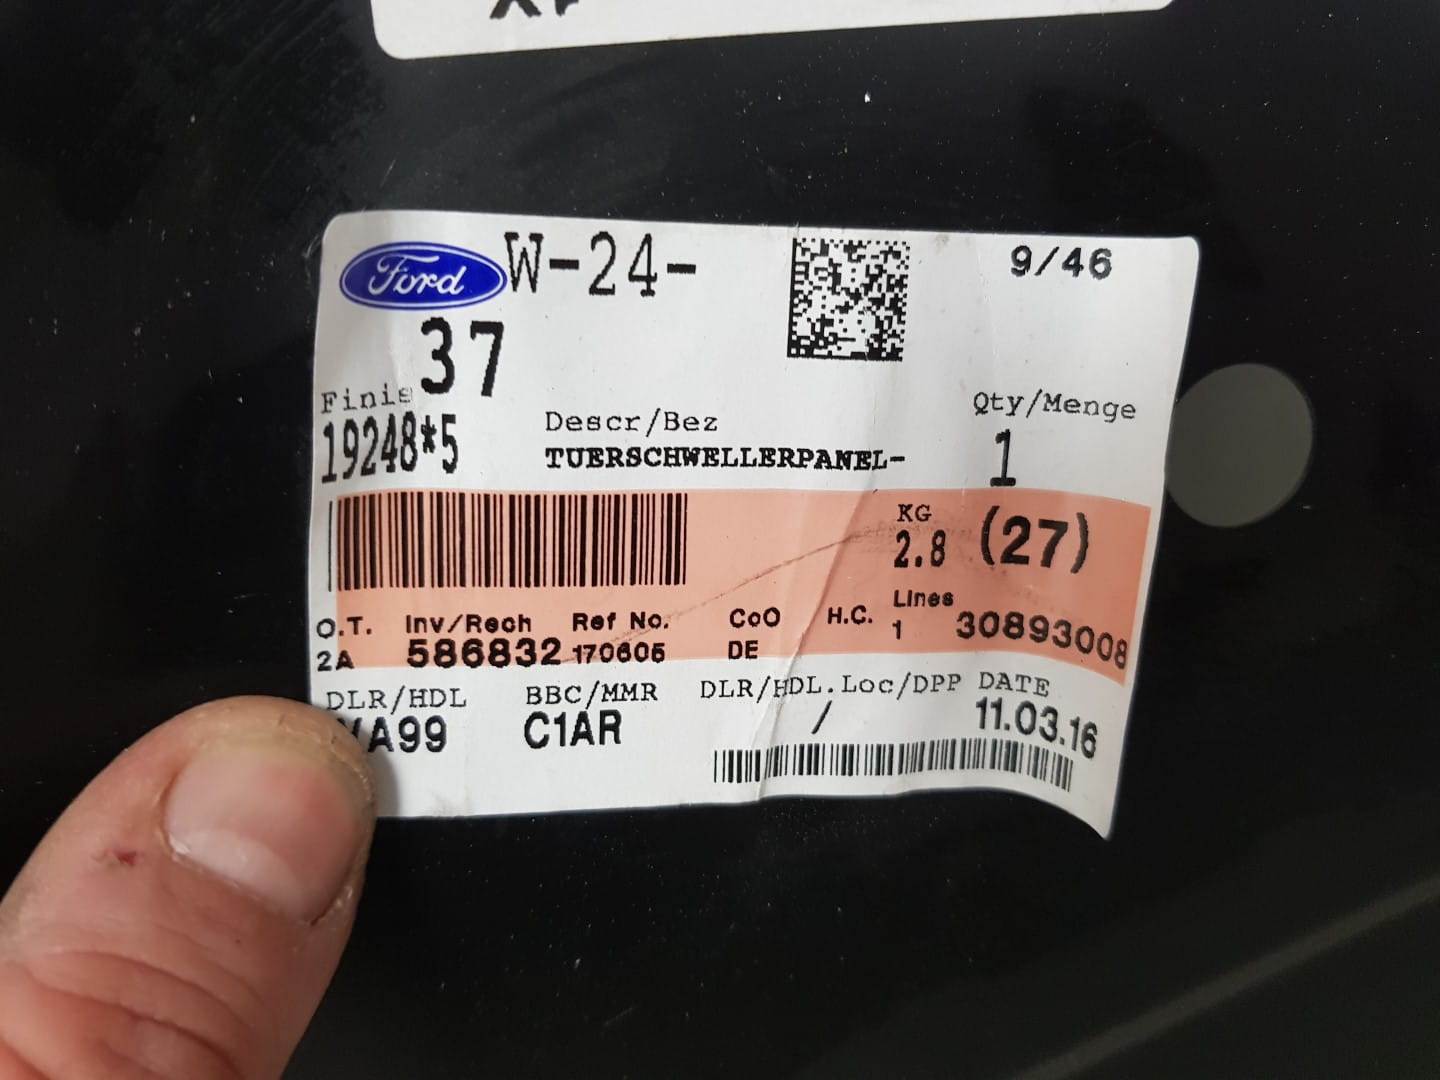 Ford W-24- 9/46
37
Finis
19248*5
Descr/Bez
TUERSCHWELLERPANEL-
Qty/Menge
1
KG
2.8 (27)
O.T. Inv/Rech Ref No. CoO H.C. Lines
2A 586832 170605 DE 1 30893008
DLR/HDL BBC/MMR DLR/HDL.Loc/DPP DATE
C1AR / 11.03.16